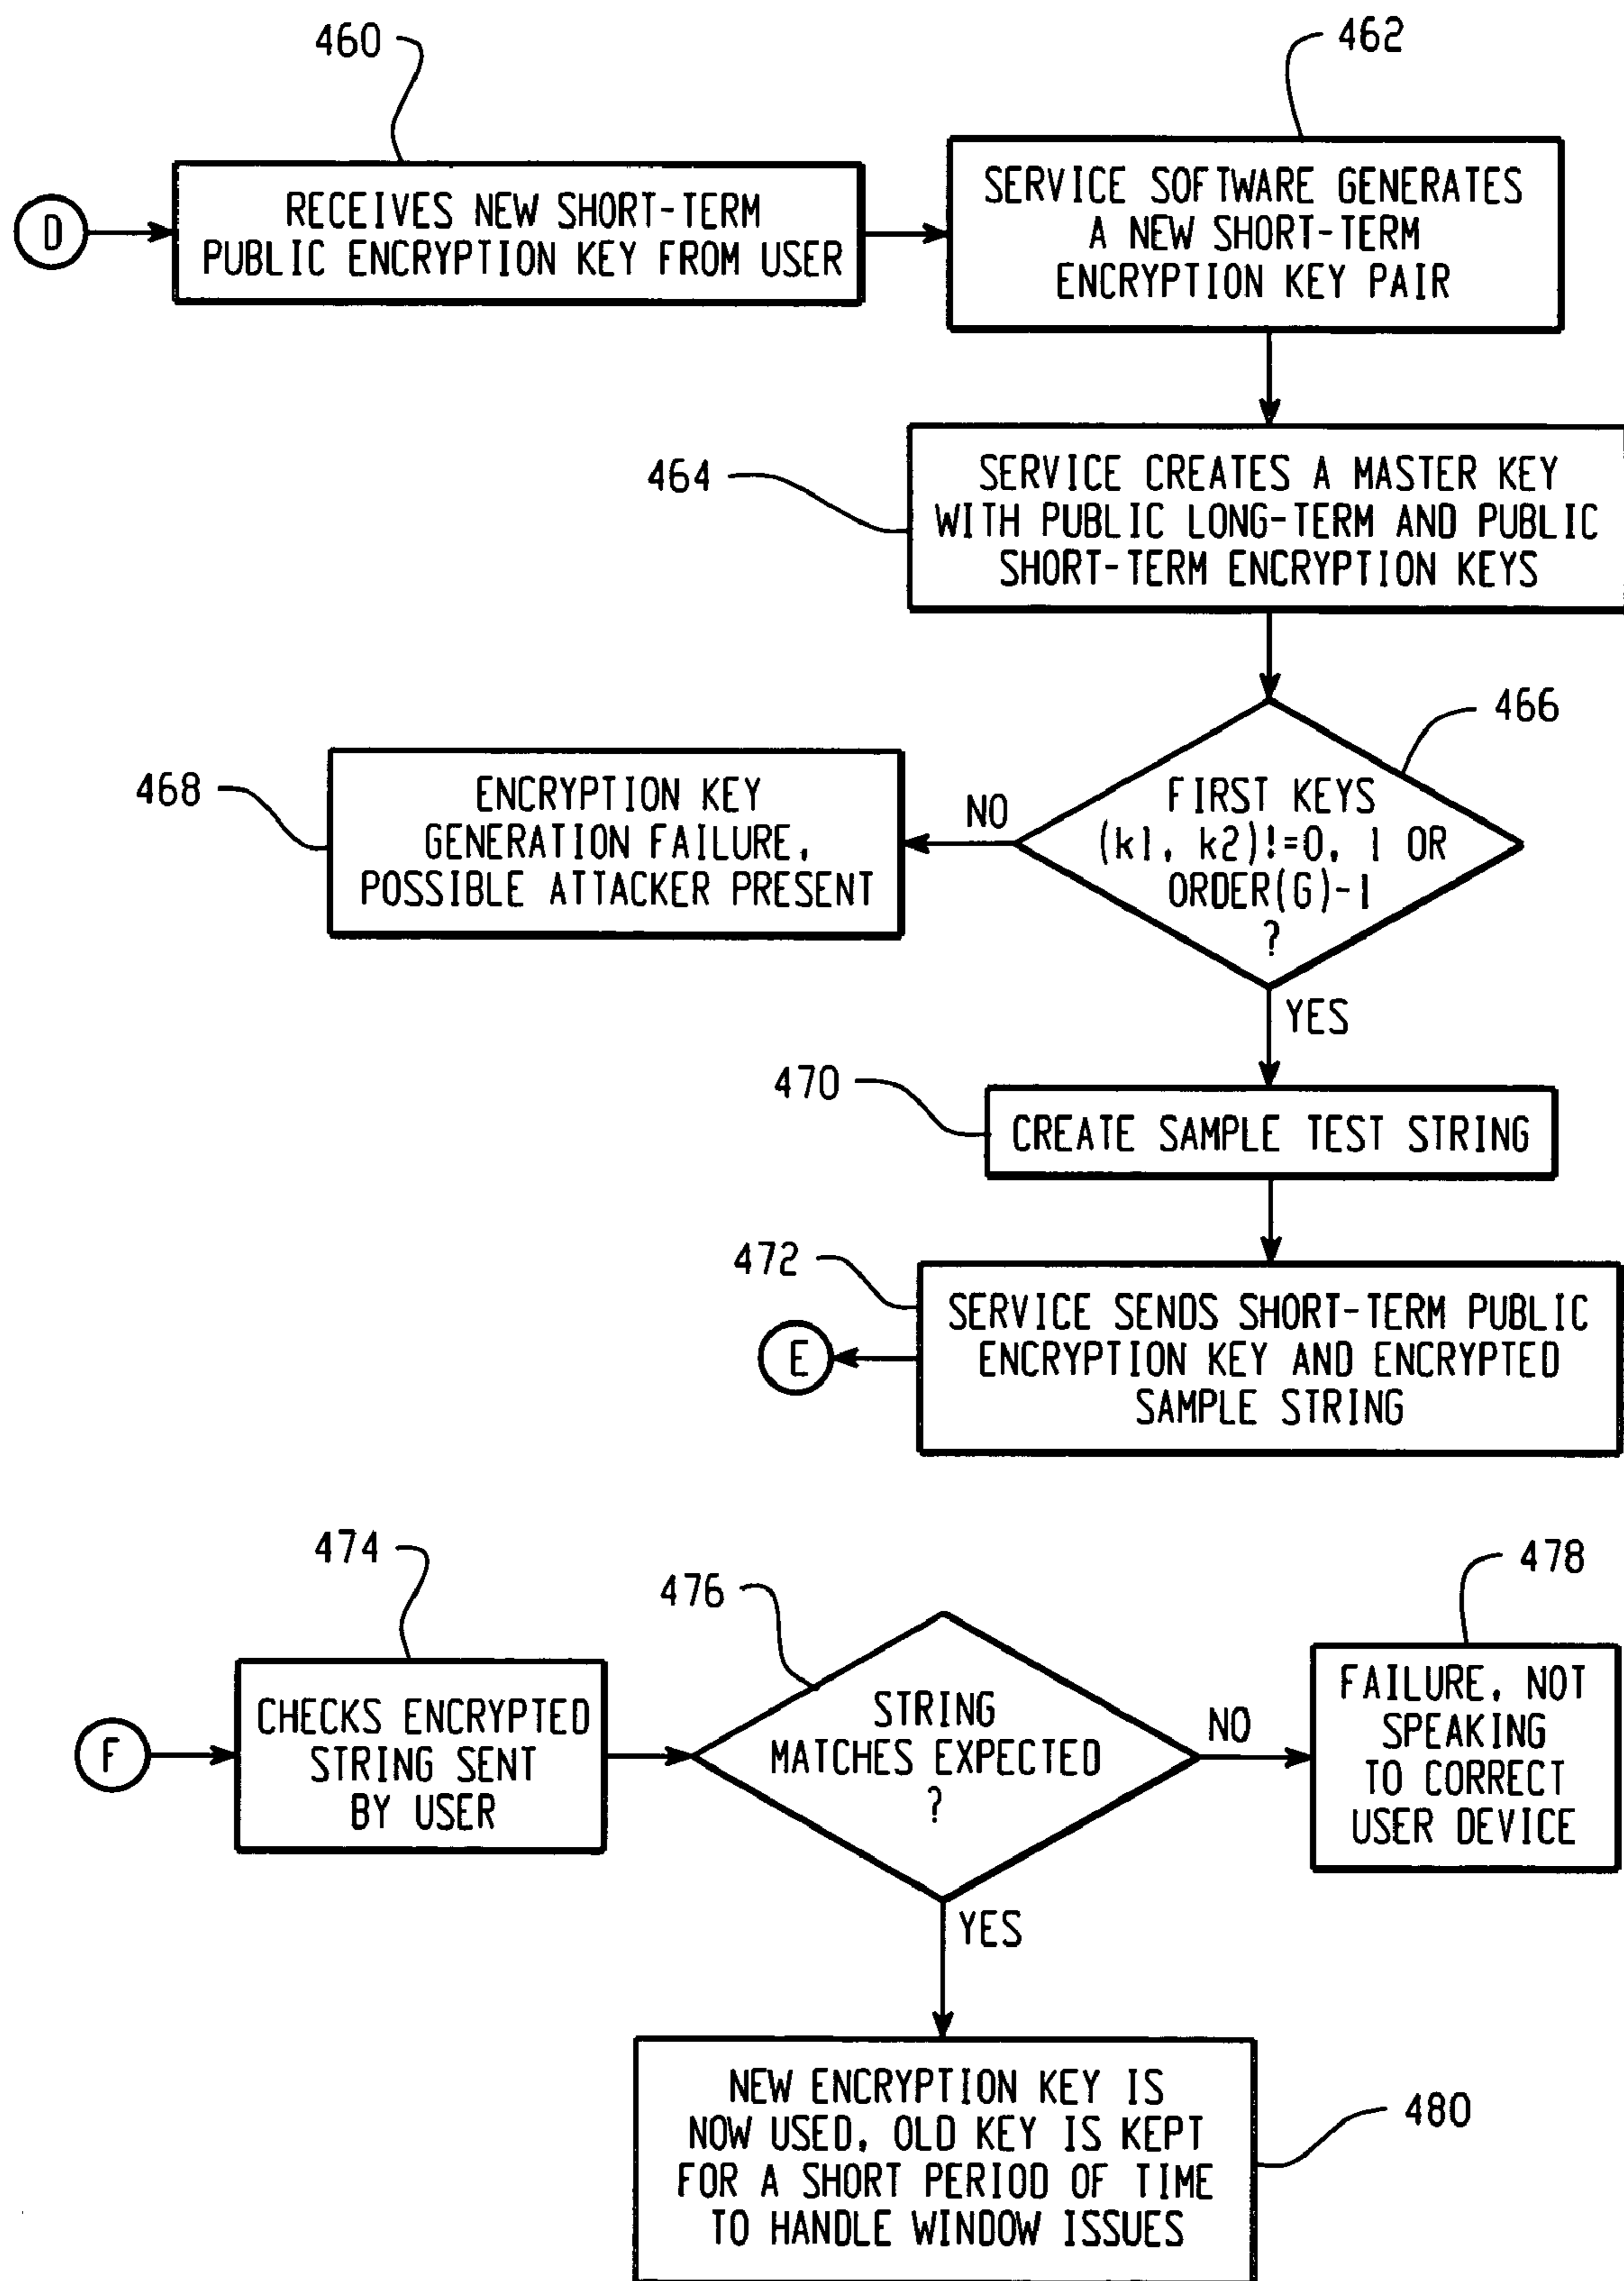 460
462
D
RECEIVES NEW SHORT-TERM
PUBLIC ENCRYPTION KEY FROM USER
SERVICE SOFTWARE GENERATES
A NEW SHORT-TERM
ENCRYPTION KEY PAIR
464
SERVICE CREATES A MASTER KEY
WITH PUBLIC LONG-TERM AND PUBLIC
SHORT-TERM ENCRYPTION KEYS
466
468
ENCRYPTION KEY
GENERATION FAILURE,
POSSIBLE ATTACKER PRESENT
NO
FIRST KEYS
(k1, k2)!=0, 1 OR
ORDER(G)-1
?
YES
470
CREATE SAMPLE TEST STRING
472
SERVICE SENDS SHORT-TERM PUBLIC
ENCRYPTION KEY AND ENCRYPTED
SAMPLE STRING
E
474
476
478
F
CHECKS ENCRYPTED
STRING SENT
BY USER
STRING
MATCHES EXPECTED
?
NO
FAILURE, NOT
SPEAKING
TO CORRECT
USER DEVICE
YES
NEW ENCRYPTION KEY IS
NOW USED, OLD KEY IS KEPT
FOR A SHORT PERIOD OF TIME
TO HANDLE WINDOW ISSUES
480